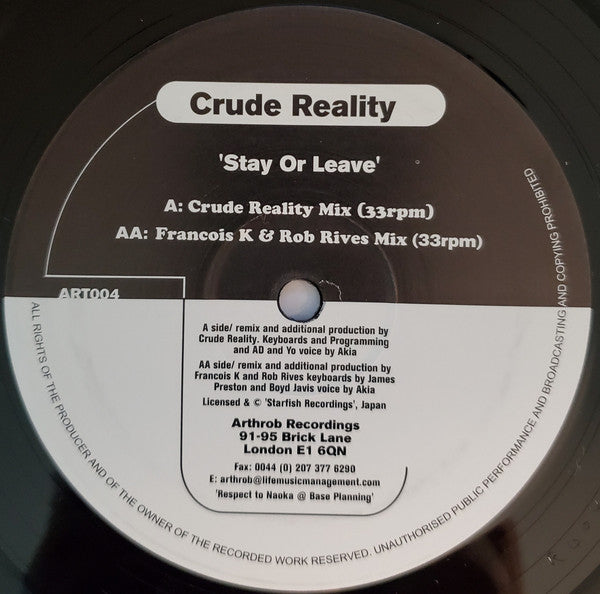 Crude Reality
'Stay Or Leave'
A: Crude Reality Mix (33rpm)
AA: Francois K & Rob Rives Mix (33rpm)
ART004
A side/ remix and additional production by
Crude Reality. Keyboards and Programming
and AD and Yo voice by Akia
AA side/ remix and additional production by
Francois K and Rob Rives keyboards by James
Preston and Boyd Javis voice by Akia
Licensed & © 'Starfish Recordings', Japan
Arthrob Recordings
91-95 Brick Lane
London E1 6QN
Fax: 0044 (0) 207 377 6290
E: arthrob@lifemusicmanagement.com
'Respect to Naoka @ Base Planning'
ALL RIGHTS OF THE PRODUCER AND OF THE OWNER OF THE RECORDED WORK RESERVED. UNAUTHORISED PUBLIC PERFORMANCE AND BROADCASTING AND COPYING PROHIBITED